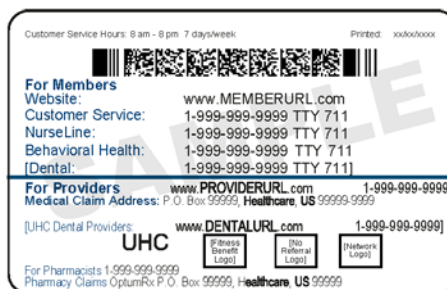 Customer Service Hours: 8 am - 8 pm 7 days/week Printed: xx/xx/xxxx
For Members
Website: www.MEMBERURL.com
Customer Service: 1-999-999-9999 TTY 711
NurseLine: 1-999-999-9999 TTY 711
Behavioral Health: 1-999-999-9999 TTY 711
[Dental: 1-999-999-9999 TTY 711]
SAMPLE
For Providers www.PROVIDERURL.com 1-999-999-9999
Medical Claim Address: P.O. Box 99999, Healthcare, US 99999-9999
[UHC Dental Providers: www.DENTALURL.com 1-999-999-9999]
UHC
[Fitness
Benefit
Logo]
[No
Referral
Logo]
[Network
Logo]
For Pharmacists 1-999-999-9999
Pharmacy Claims OptumRx P.O. Box 99999, Healthcare, US 99999